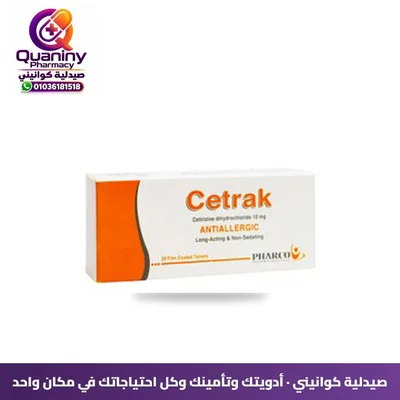 Quaniny
Pharmacy
صيدلية كوانيني
01036181518
Cetrak
Cetirizine dihydrochloride 10 mg
ANTIALLERGIC
Long-Acting & Non-Sedating
20 Film Coated Tablets
PHARCO
صيدلية كوانيني - أدويتك وتأمينك وكل احتياجاتك في مكان واحد